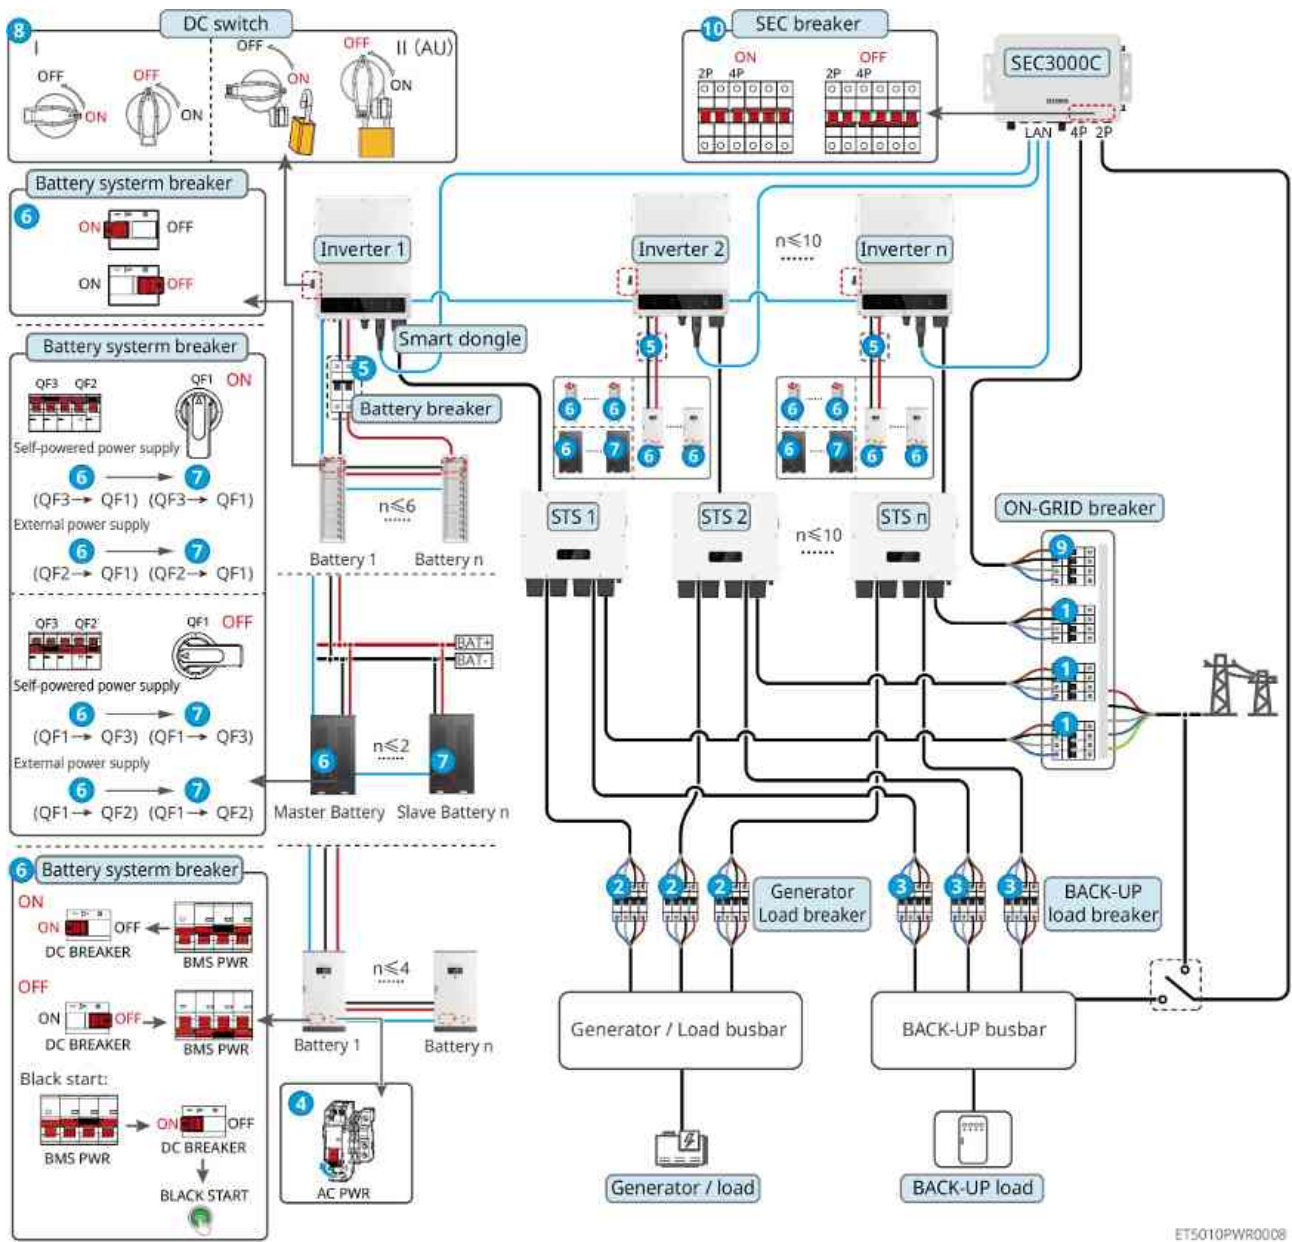 8
DC switch
I
OFF
ON
OFF
ON
OFF
ON
OFF
ON
II (AU)
10
SEC breaker
ON
2P 4P
OFF
2P 4P
SEC3000C
LAN 4P 2P
Battery systerm breaker
6
ON OFF
ON OFF
Inverter 1
Inverter 2
n≤10
......
Inverter n
Smart dongle
5
Battery breaker
5
5
6 6
6 7 6 6
6 6
6 7 6 6
Battery systerm breaker
QF3 QF2
QF1 ON
Self-powered power supply
6 7
(QF3→ QF1) (QF3→ QF1)
External power supply
6 7
(QF2→ QF1) (QF2→ QF1)
QF3 QF2
QF1 OFF
Self-powered power supply
6 7
(QF1→ QF3) (QF1→ QF3)
External power supply
6 7
(QF1→ QF2) (QF1→ QF2)
n≤6
......
Battery 1
Battery n
STS 1
STS 2
n≤10
......
STS n
ON-GRID breaker
9
1
1
1
BAT+
BAT-
6
n≤2
......
7
Master Battery
Slave Battery n
6
Battery systerm breaker
ON
ON OFF
DC BREAKER
BMS PWR
OFF
ON OFF
DC BREAKER
BMS PWR
Black start:
BMS PWR
ON OFF
DC BREAKER
BLACK START
n≤4
......
Battery 1
Battery n
4
AC PWR
2 2 2
Generator
Load breaker
3 3 3
BACK-UP
load breaker
Generator / Load busbar
BACK-UP busbar
Generator / load
BACK-UP load
ET5010PWR0008